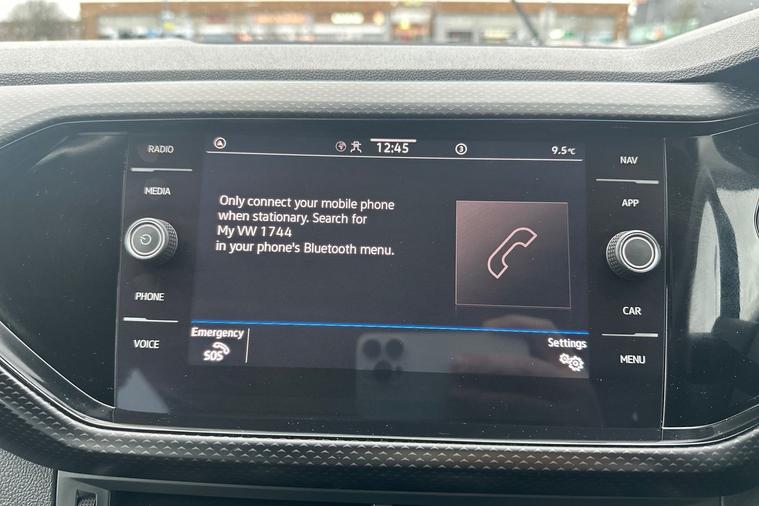 RADIO
MEDIA
PHONE
VOICE
12:45
3
9.5°C
Only connect your mobile phone
when stationary. Search for
My VW 1744
in your phone's Bluetooth menu.
Emergency
SOS
Settings
NAV
APP
CAR
MENU